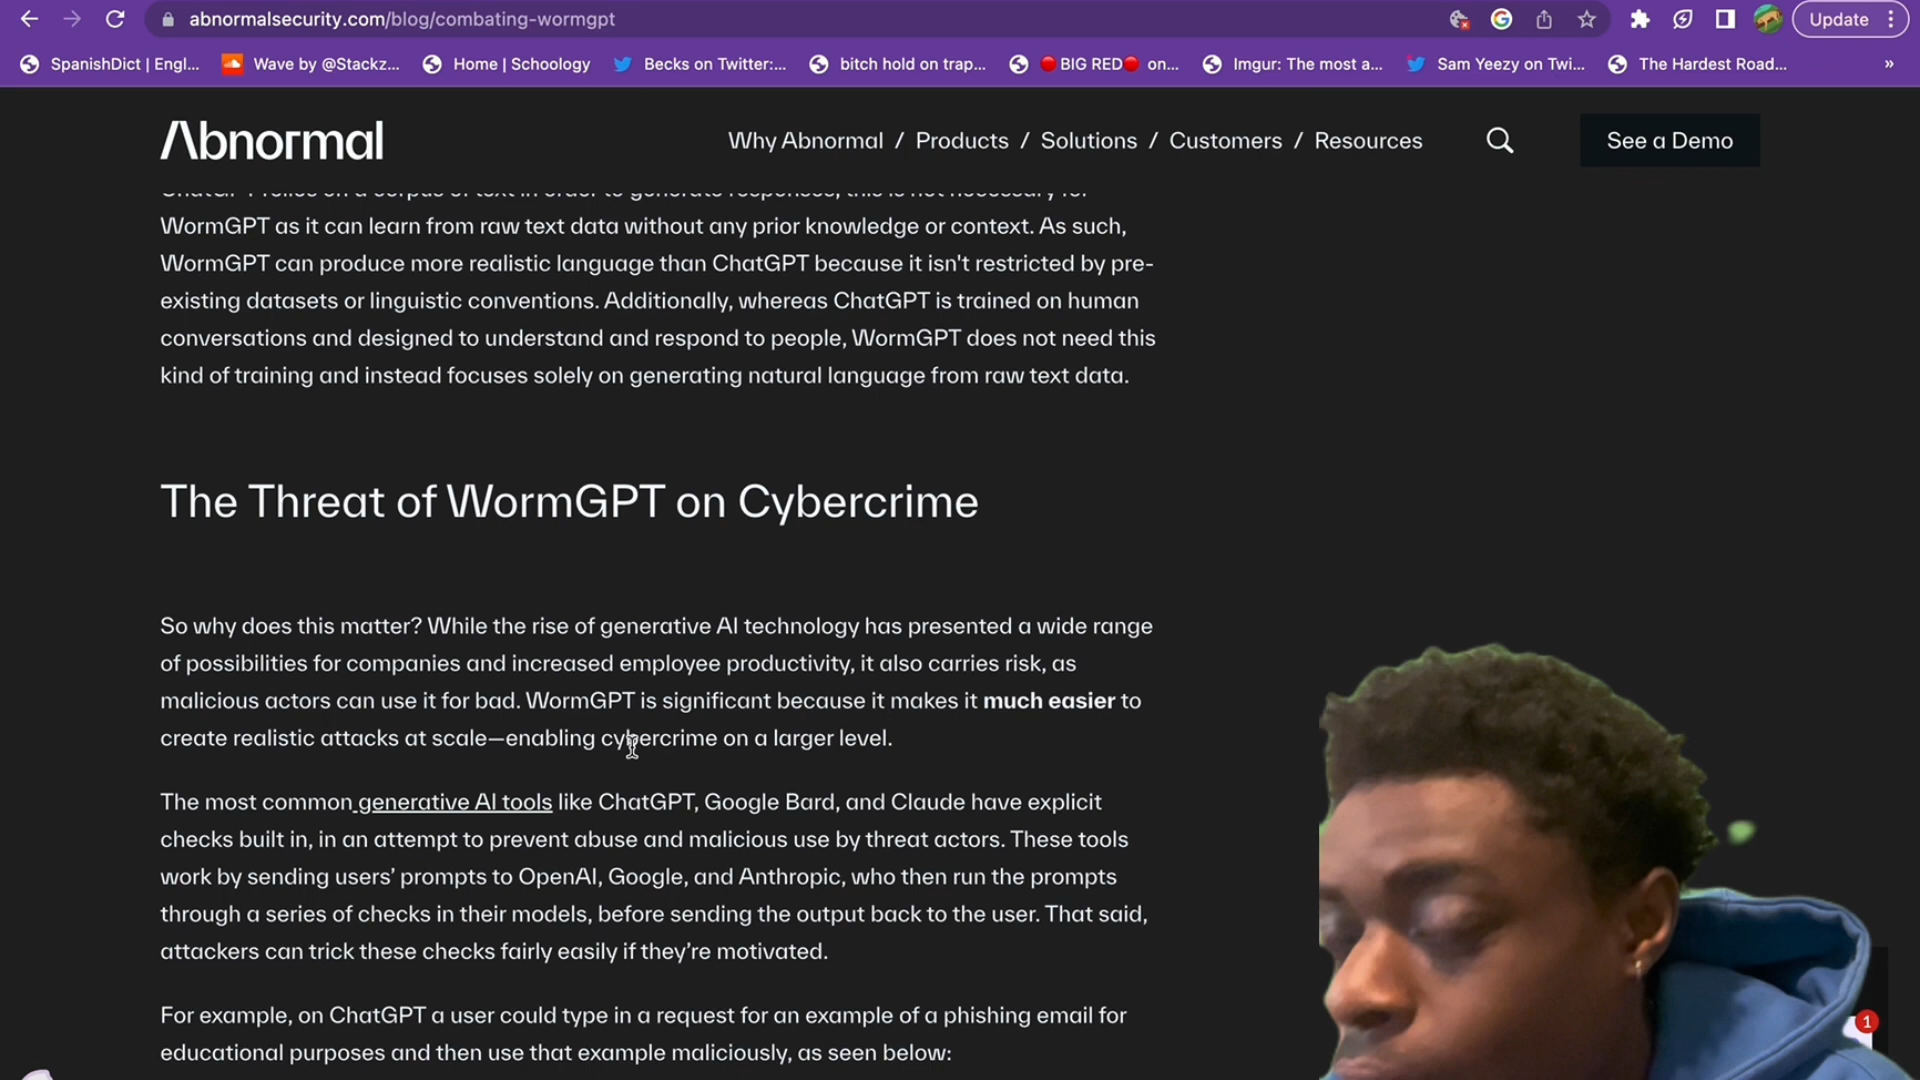 abnormalsecurity.com/blog/combating-wormgpt
Update
SpanishDict | Engl...
Wave by @Stackz...
Home | Schoology
Becks on Twitter:...
bitch hold on trap...
🔴BIG RED🔴 on...
Imgur: The most a...
Sam Yeezy on Twi...
The Hardest Road...
»
Abnormal
Why Abnormal / Products / Solutions / Customers / Resources
See a Demo
ChatGPT relies on a corpus of text in order to generate responses, this is not necessary for
WormGPT as it can learn from raw text data without any prior knowledge or context. As such,
WormGPT can produce more realistic language than ChatGPT because it isn't restricted by pre-
existing datasets or linguistic conventions. Additionally, whereas ChatGPT is trained on human
conversations and designed to understand and respond to people, WormGPT does not need this
kind of training and instead focuses solely on generating natural language from raw text data.
The Threat of WormGPT on Cybercrime
So why does this matter? While the rise of generative AI technology has presented a wide range
of possibilities for companies and increased employee productivity, it also carries risk, as
malicious actors can use it for bad. WormGPT is significant because it makes it much easier to
create realistic attacks at scale—enabling cybercrime on a larger level.
The most common generative AI tools like ChatGPT, Google Bard, and Claude have explicit
checks built in, in an attempt to prevent abuse and malicious use by threat actors. These tools
work by sending users’ prompts to OpenAI, Google, and Anthropic, who then run the prompts
through a series of checks in their models, before sending the output back to the user. That said,
attackers can trick these checks fairly easily if they’re motivated.
For example, on ChatGPT a user could type in a request for an example of a phishing email for
educational purposes and then use that example maliciously, as seen below:
1